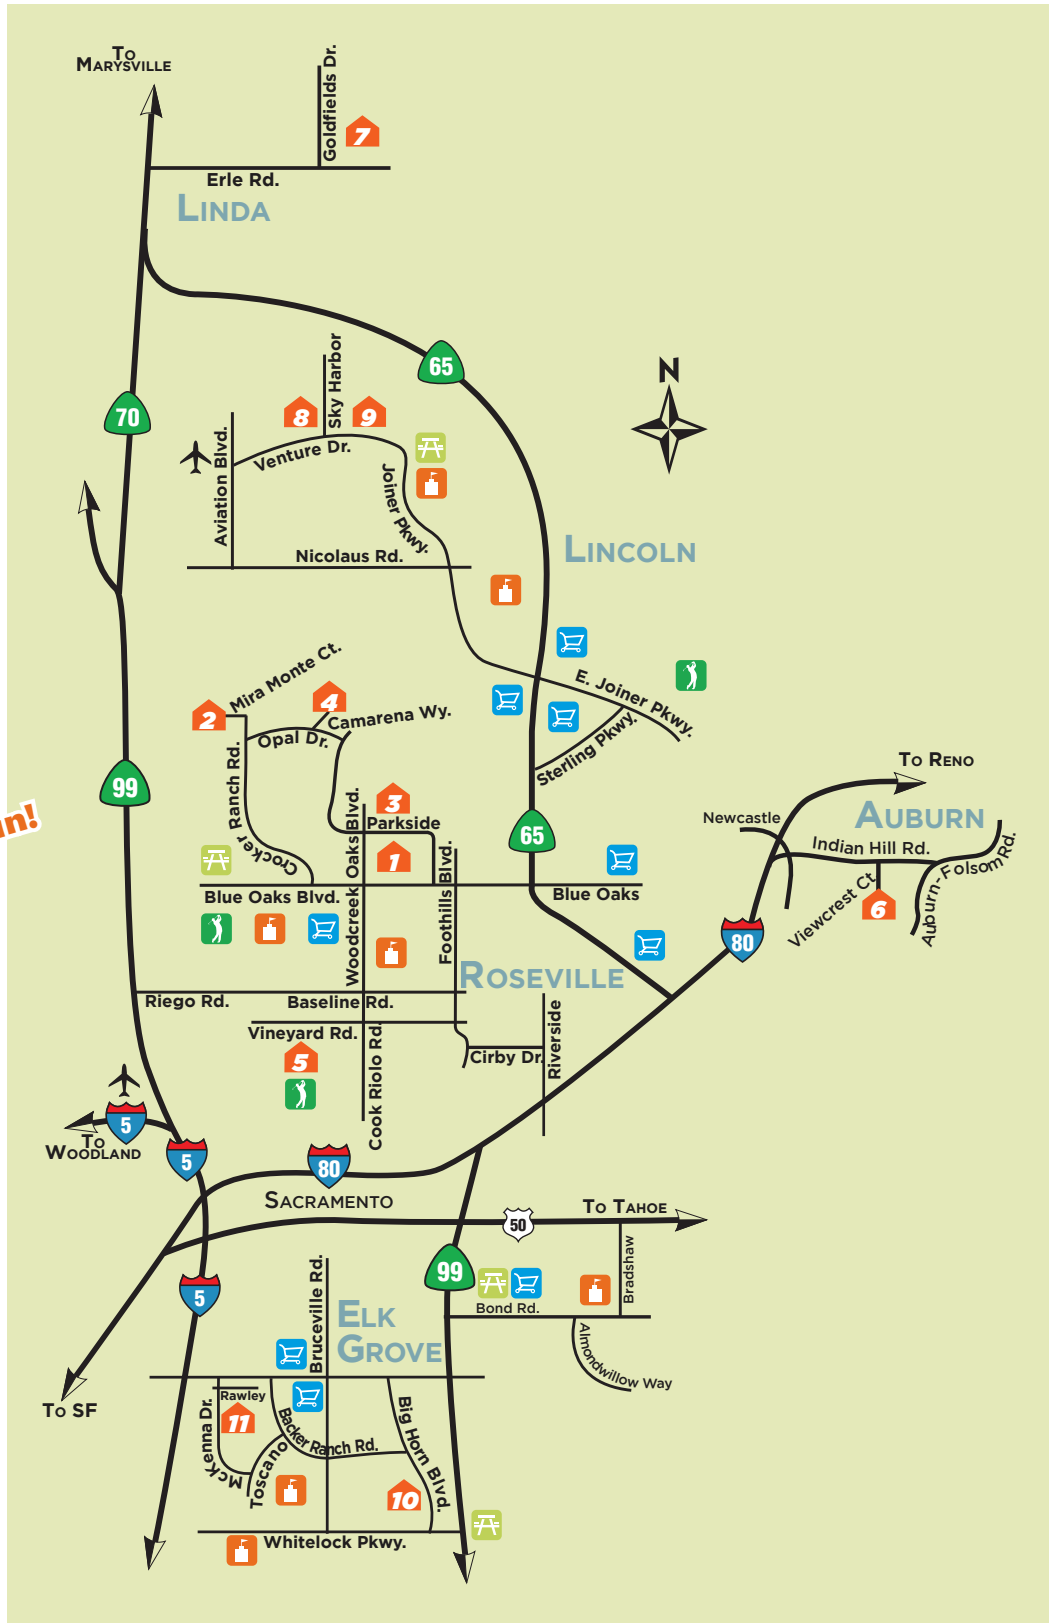 To
Marysville
Goldfields Dr.
7
Erle Rd.
Linda
65
N
70
Sky Harbor
8
9
Aviation Blvd.
Venture Dr.
Joiner Pkwy.
Nicolaus Rd.
Lincoln
Mira Monte Ct.
4
2
Camarena Wy.
Opal Dr.
E. Joiner Pkwy.
Sterling Pkwy.
Crocker Ranch Rd.
99
To Reno
3
Parkside
65
Newcastle
Auburn
Indian Hill Rd.
1
Woodcreek Oaks Blvd.
Foothills Blvd.
Blue Oaks Blvd.
Blue Oaks
Viewcrest Ct.
6
Auburn-Folsom Rd.
80
Roseville
Riego Rd.
Baseline Rd.
Vineyard Rd.
5
Cook Riolo Rd.
Cirby Dr.
Riverside
5
To
Woodland
5
80
Sacramento
To Tahoe
50
99
Bradshaw
5
Bruceville Rd.
Bond Rd.
Elk
Grove
Almondwillow Way
To SF
Rawley
11
McKenna Dr.
Toscano
Backer Ranch Rd.
Big Horn Blvd.
10
Whitelock Pkwy.